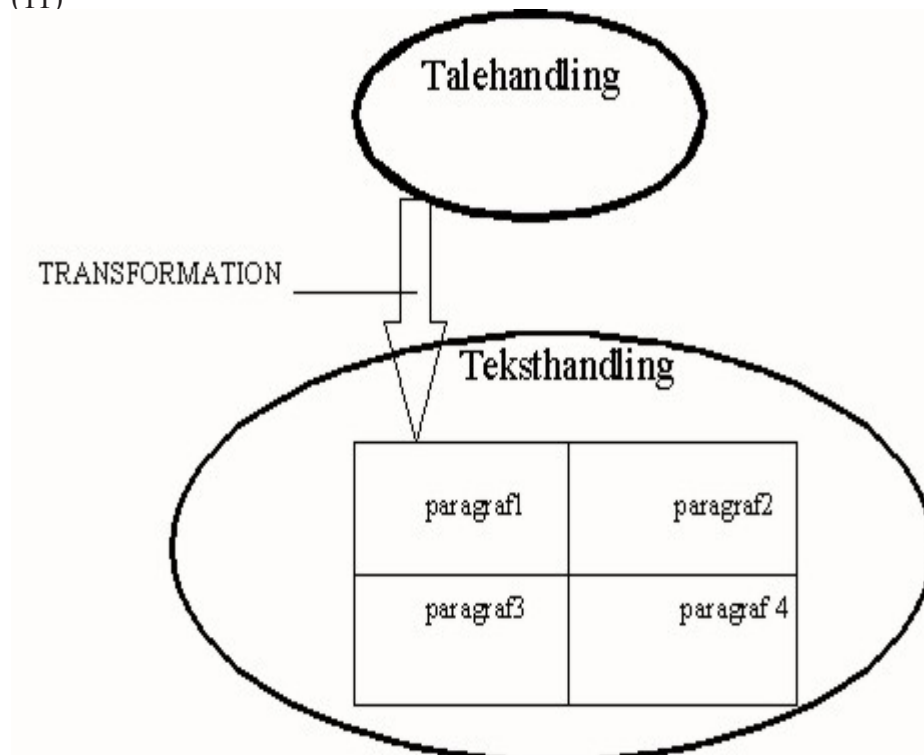 (11)
Talehandling
TRANSFORMATION
Teksthandling
paragraf1
paragraf2
paragraf3
paragraf 4